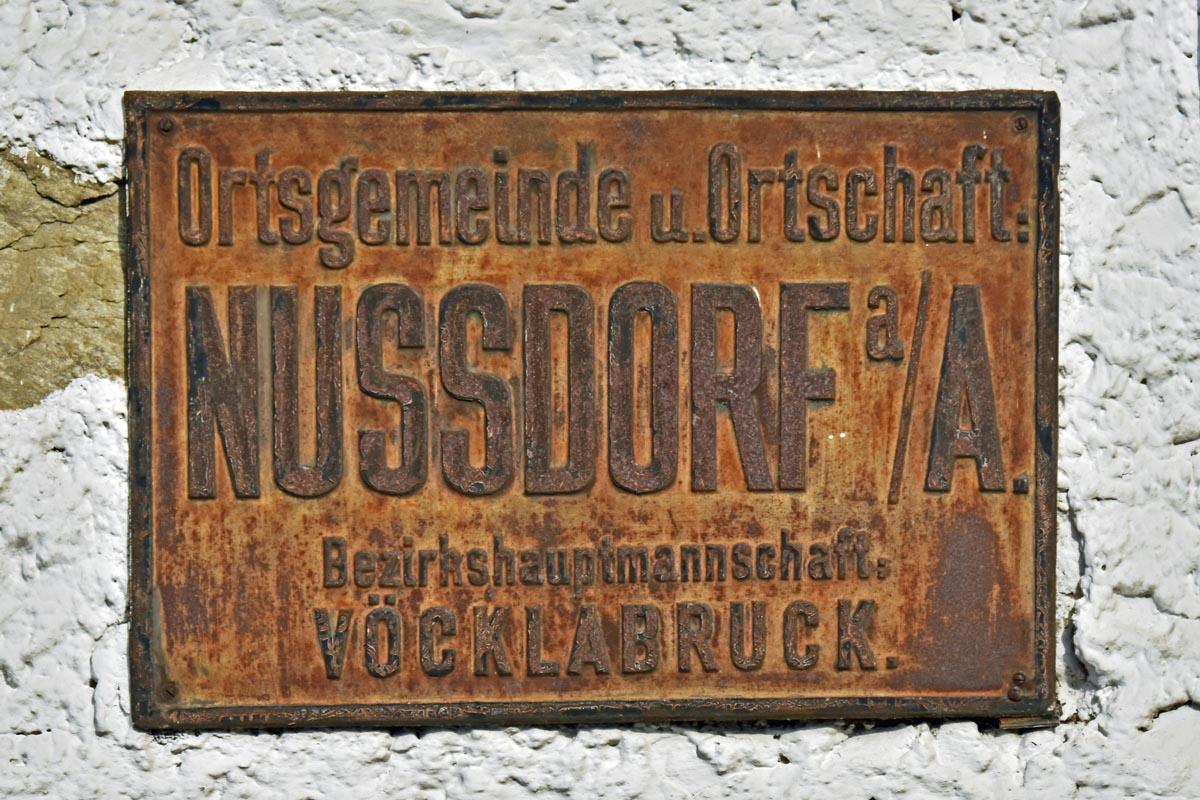 Ortsgemeinde u. Ortschaft:
NUSSDORF a/A.
Bezirkshauptmannschaft:
VÖCKLABRUCK.